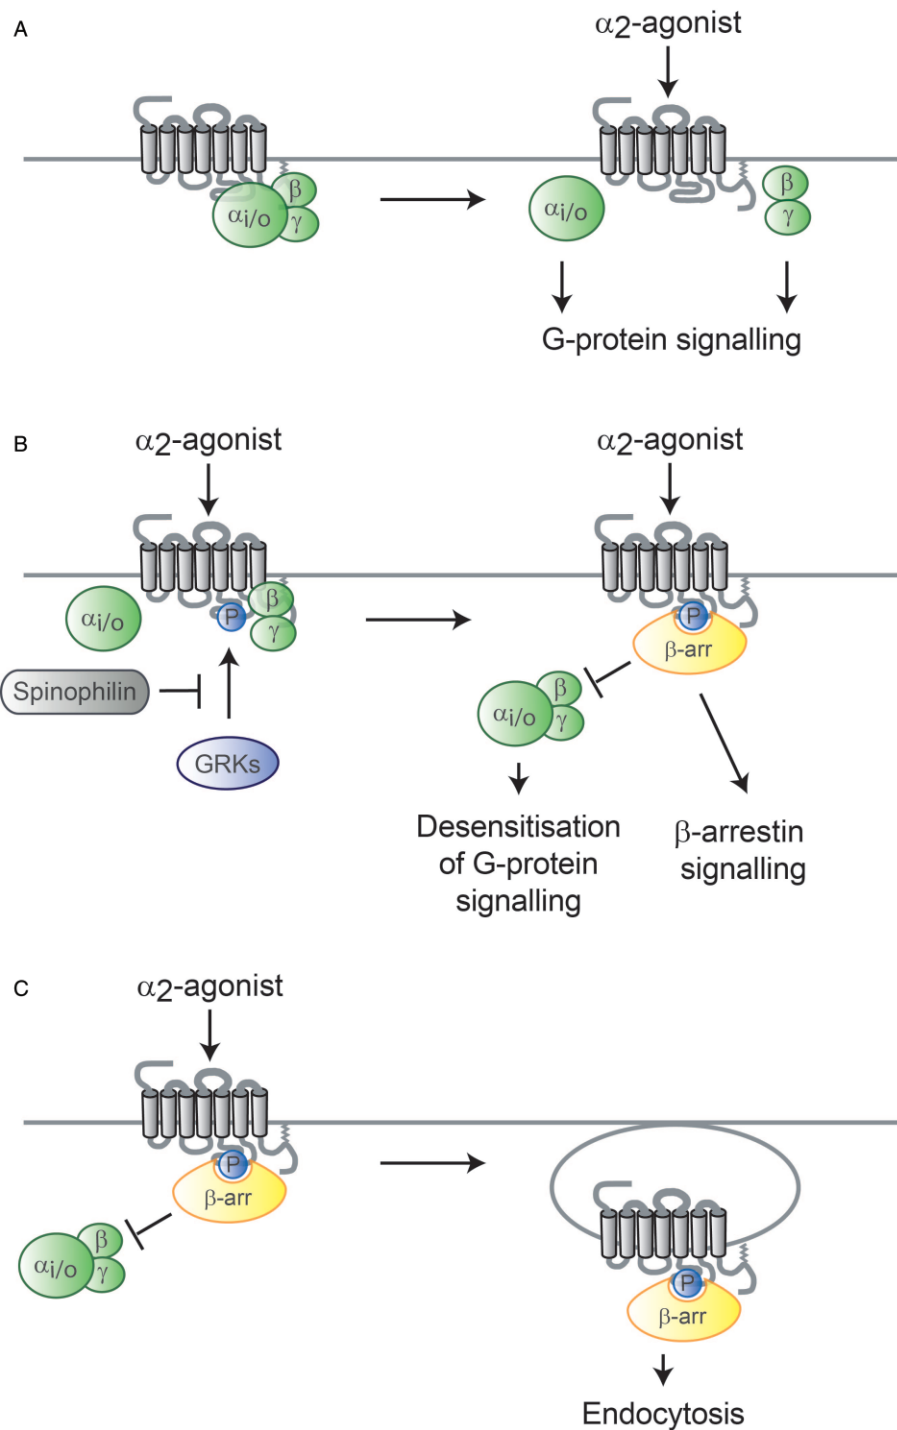 A
α2-agonist
αi/o
β
γ
αi/o
β
γ
G-protein signalling
B
α2-agonist
α2-agonist
αi/o
P
β
γ
P
β-arr
Spinophilin
GRKs
αi/o
β
γ
Desensitisation
of G-protein
signalling
β-arrestin
signalling
C
α2-agonist
P
β-arr
αi/o
β
γ
P
β-arr
Endocytosis